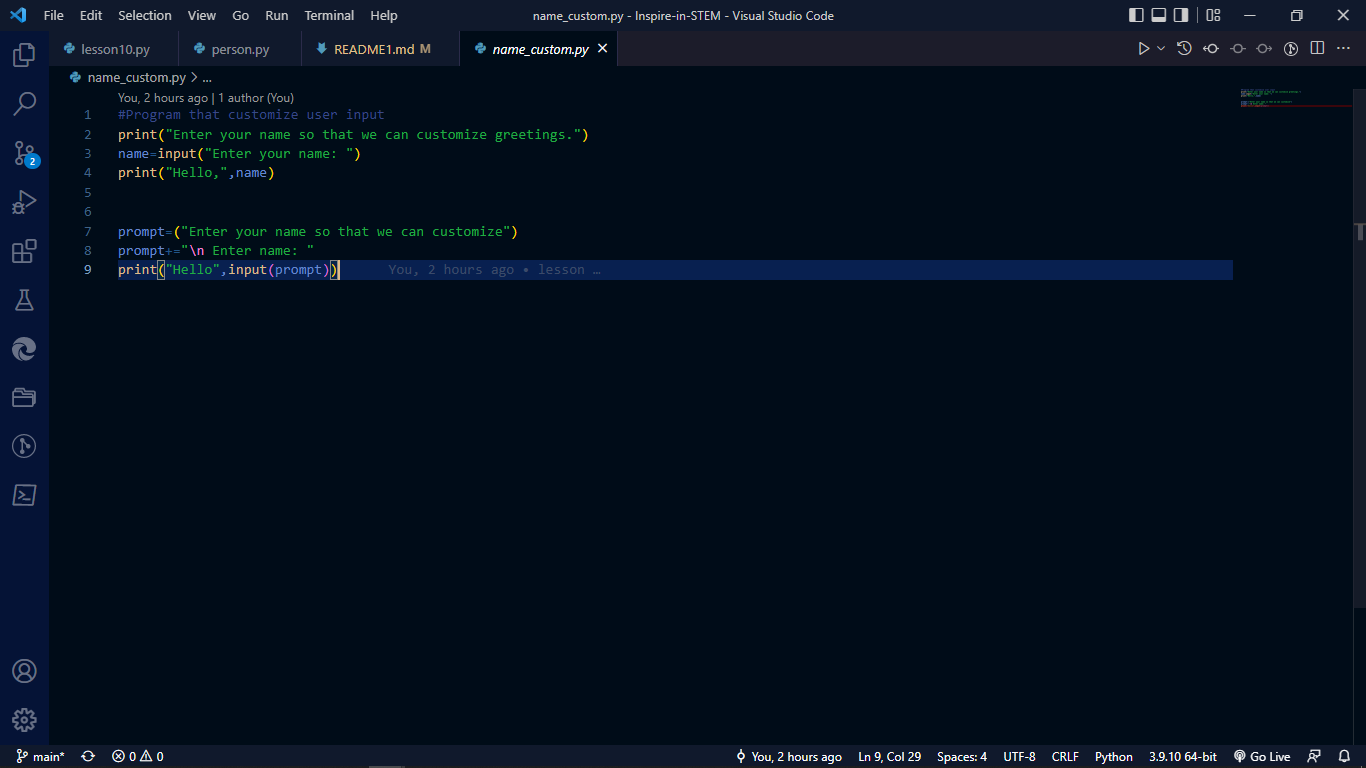 File Edit Selection View Go Run Terminal Help name_custom.py - Inspire-in-STEM - Visual Studio Code
lesson10.py person.py README1.md M name_custom.py
name_custom.py > ...
You, 2 hours ago | 1 author (You)
1 #Program that customize user input
2 print("Enter your name so that we can customize greetings.")
3 name=input("Enter your name: ")
4 print("Hello,",name)
5
6
7 prompt=("Enter your name so that we can customize")
8 prompt+="\n Enter name: "
9 print("Hello",input(prompt)) You, 2 hours ago • lesson …
2
main* 0 0 You, 2 hours ago Ln 9, Col 29 Spaces: 4 UTF-8 CRLF Python 3.9.10 64-bit Go Live